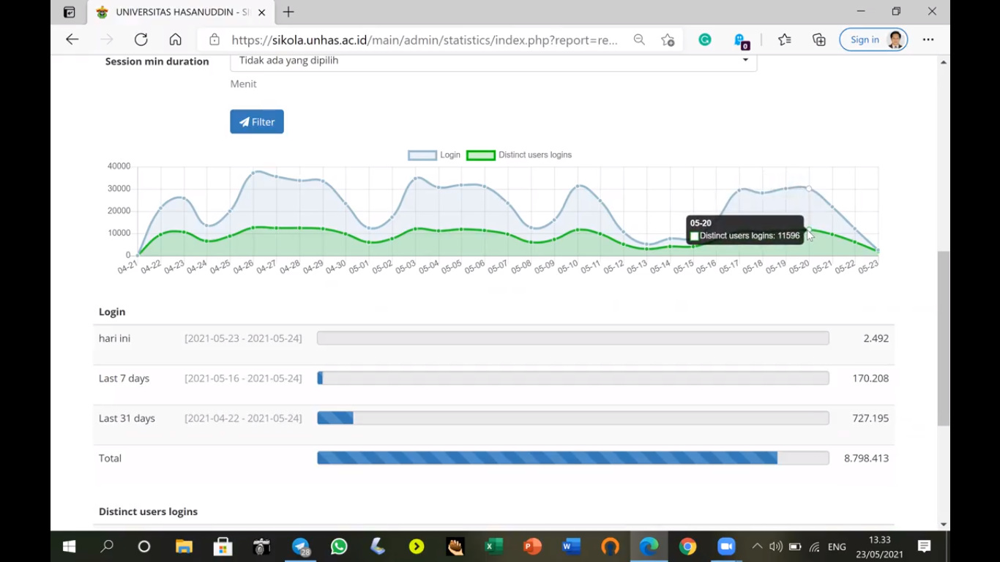 UNIVERSITAS HASANUDDIN - SI
https://sikola.unhas.ac.id/main/admin/statistics/index.php?report=re...
0
Sign in
Session min duration
Tidak ada yang dipilih
Menit
Filter
Login Distinct users logins
40000
30000
20000
10000
0
05-20
Distinct users logins: 11596
04-21 04-22 04-23 04-24 04-25 04-26 04-27 04-28 04-29 04-30 05-01 05-02 05-03 05-04 05-05 05-06 05-07 05-08 05-09 05-10 05-11 05-12 05-13 05-14 05-15 05-16 05-17 05-18 05-19 05-20 05-21 05-22 05-23
Login
hari ini [2021-05-23 - 2021-05-24] 2.492
Last 7 days [2021-05-16 - 2021-05-24] 170.208
Last 31 days [2021-04-22 - 2021-05-24] 727.195
Total 8.798.413
Distinct users logins
28
ENG
13.33
23/05/2021